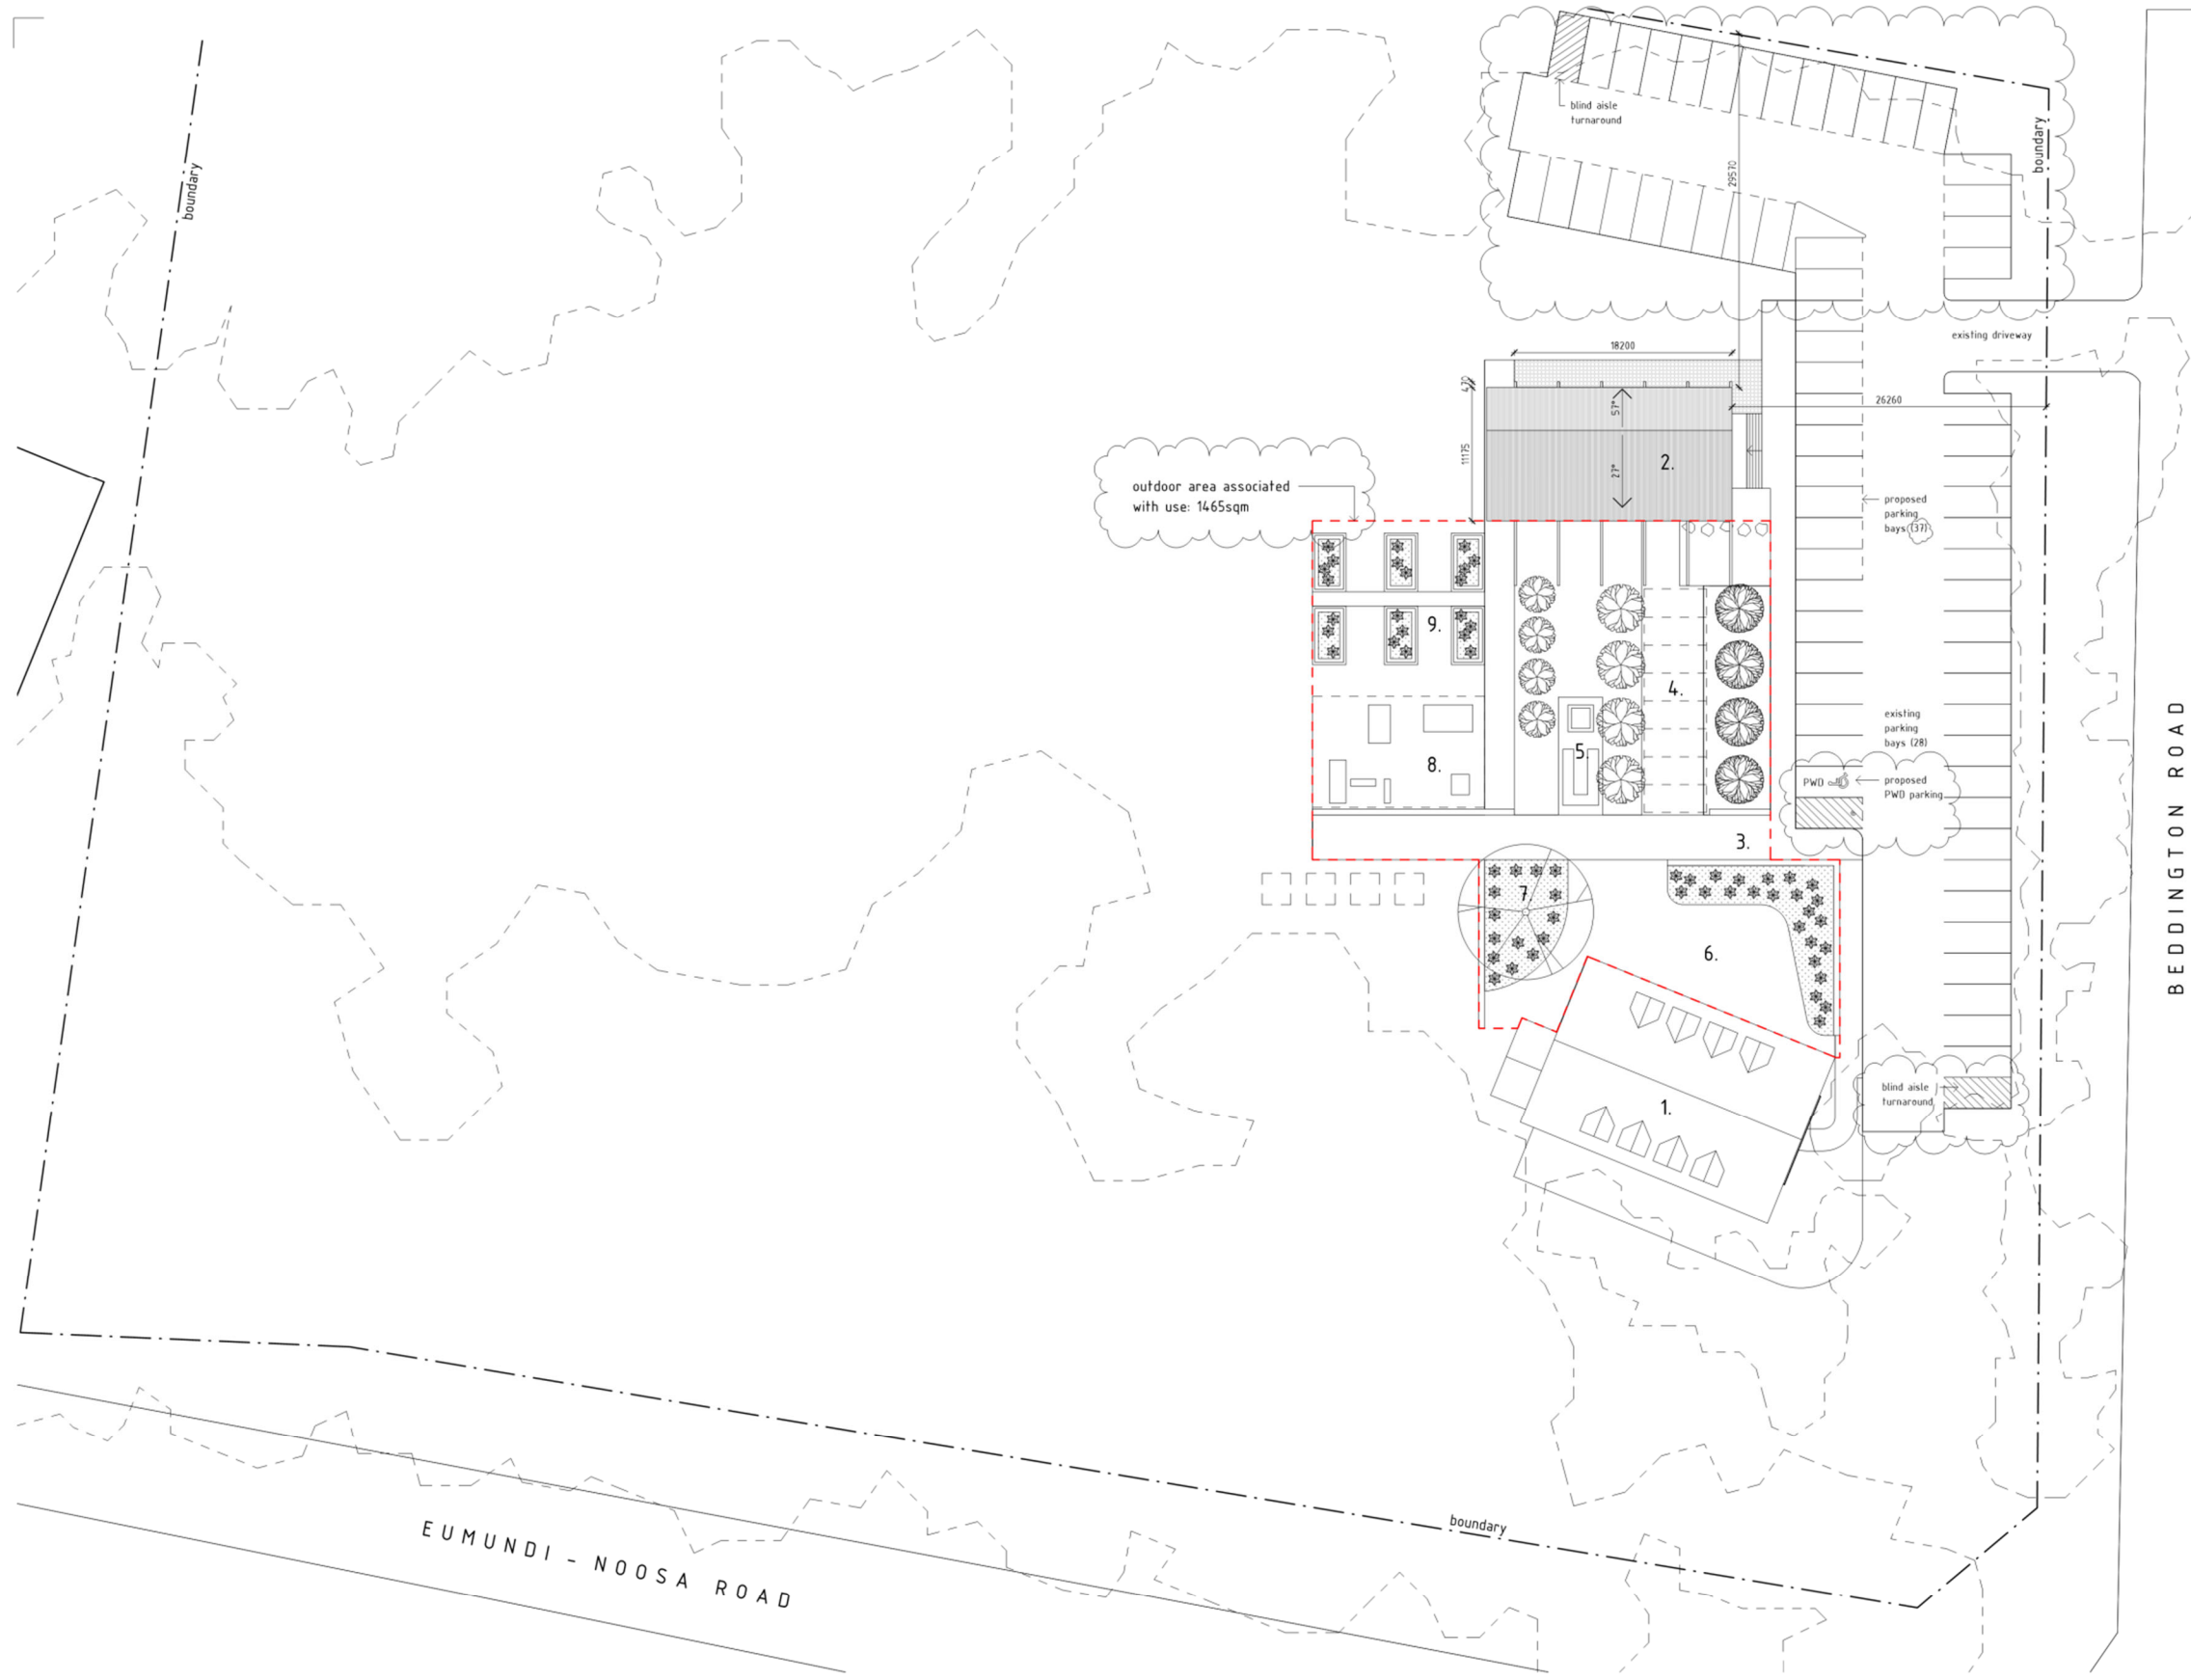 boundary
blind aisle
turnaround
29570
boundary
existing driveway
18200
470
57°
26260
11175
27°
2.
outdoor area associated
with use: 1465sqm
proposed
parking
bays (37)
9.
4.
existing
parking
bays (28)
5.
8.
PWD
proposed
PWD parking
3.
BEDDINGTON ROAD
7.
6.
blind aisle
turnaround
1.
boundary
EUMUNDI - NOOSA ROAD